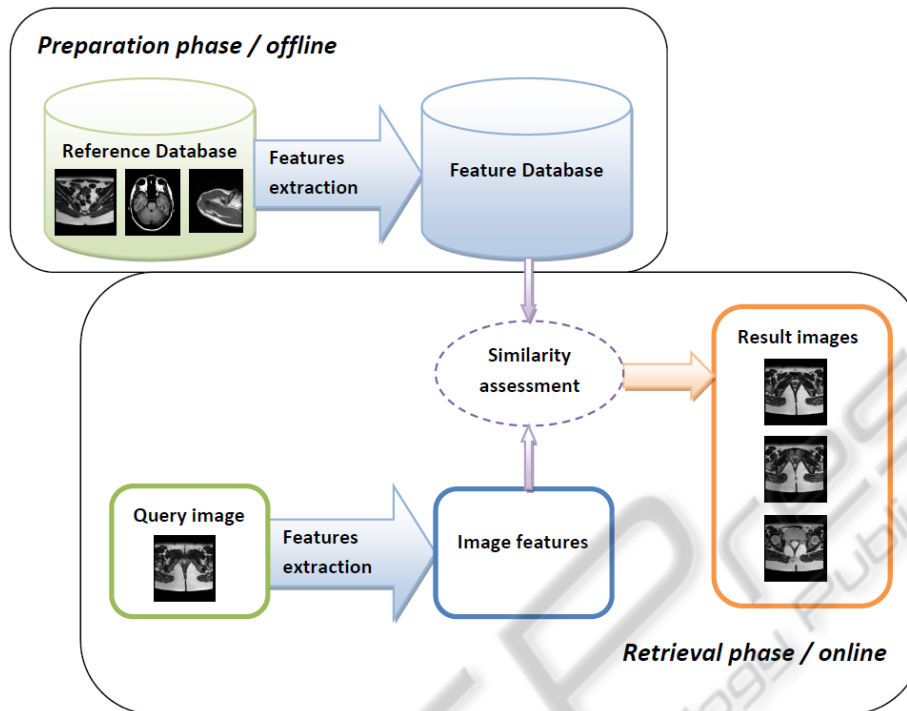 Preparation phase / offline
Reference Database
Features
extraction
Feature Database
Similarity
assessment
Result images
Query image
Features
extraction
Image features
Retrieval phase / online